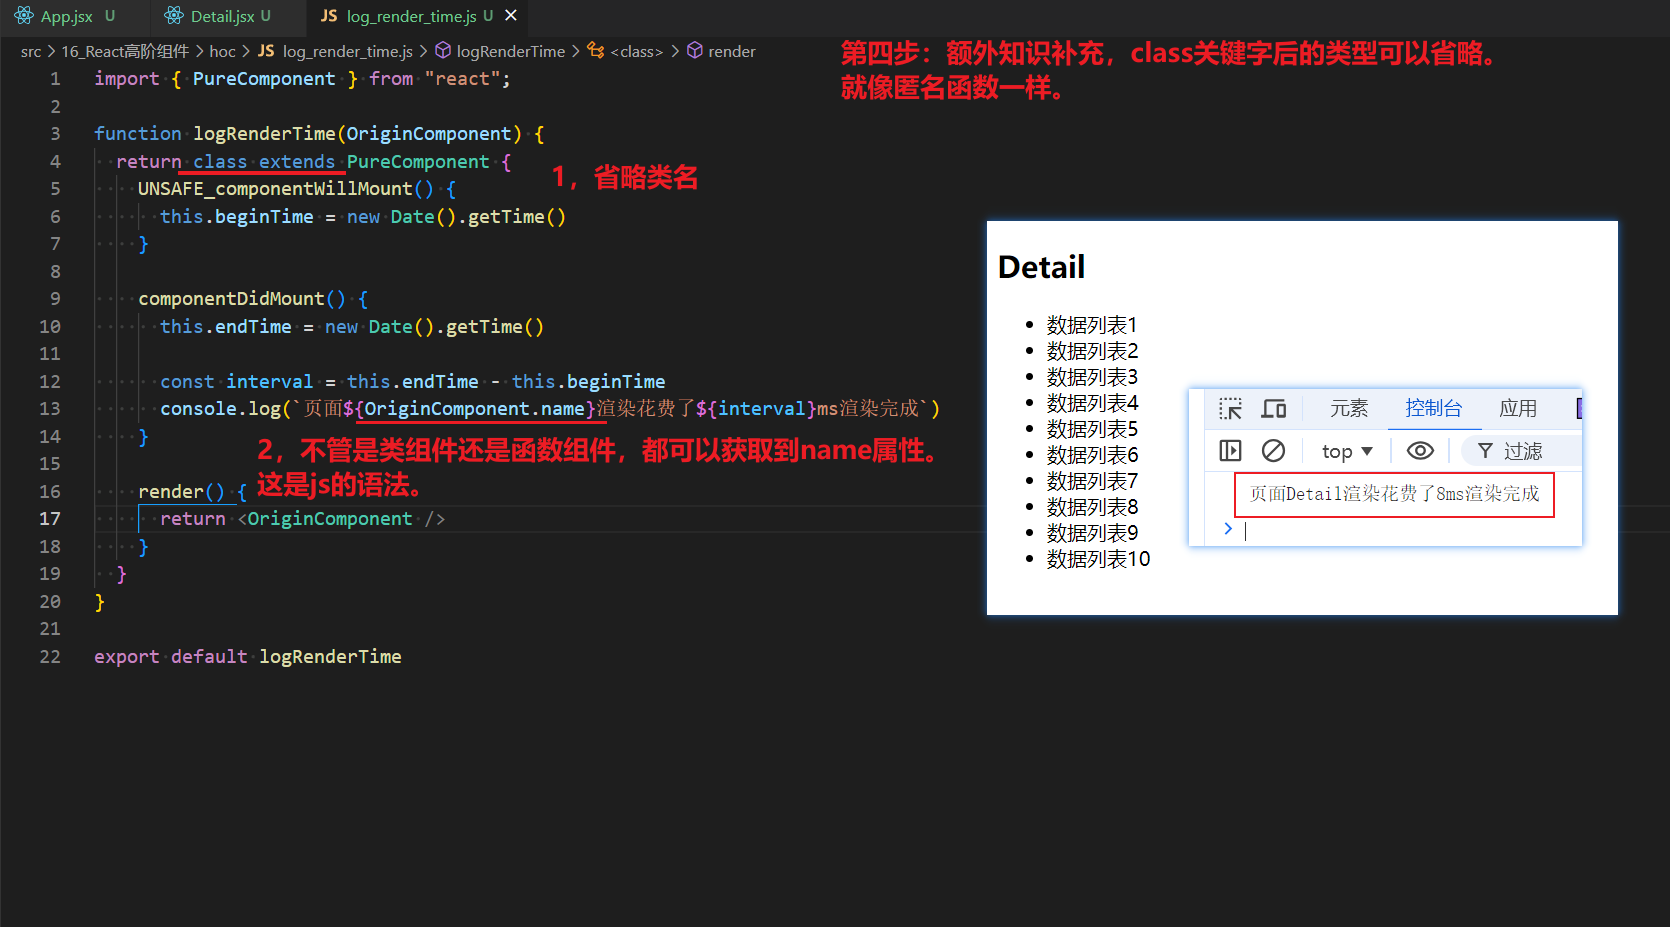 App.jsx U
Detail.jsx U
JS log_render_time.js U ×
src > 16_React高阶组件 > hoc > JS log_render_time.js > logRenderTime > <class> > render
第四步：额外知识补充，class关键字后的类型可以省略。
就像匿名函数一样。
1 import { PureComponent } from "react";
2
3 function logRenderTime(OriginComponent) {
4 return class extends PureComponent {
1，省略类名
5 UNSAFE_componentWillMount() {
6 this.beginTime = new Date().getTime()
7 }
8
9 componentDidMount() {
10 this.endTime = new Date().getTime()
11
12 const interval = this.endTime - this.beginTime
13 console.log(`页面${OriginComponent.name}渲染花费了${interval}ms渲染完成`)
14 }
2，不管是类组件还是函数组件，都可以获取到name属性。
15
这是js的语法。
16 render() {
17 return <OriginComponent />
18 }
19 }
20 }
21
22 export default logRenderTime
Detail
数据列表1
数据列表2
数据列表3
数据列表4
数据列表5
数据列表6
数据列表7
数据列表8
数据列表9
数据列表10
元素 控制台 应用
top ▼ 过滤
页面Detail渲染花费了8ms渲染完成
>